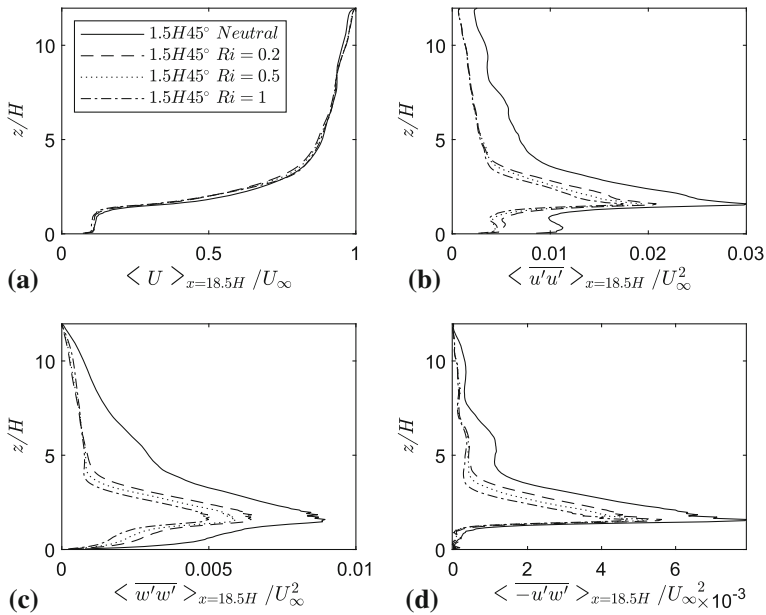 10
5
0
z/H
1.5H45° Neutral
1.5H45° Ri = 0.2
1.5H45° Ri = 0.5
1.5H45° Ri = 1
0 0.5 1
(a) < U >x=18.5H /U∞
10
5
0
z/H
0 0.01 0.02 0.03
(b) < u′u′ >x=18.5H /U∞²
10
5
0
z/H
0 0.005 0.01
(c) < w′w′ >x=18.5H /U∞²
10
5
0
z/H
0 2 4 6
(d) < −u′w′ >x=18.5H /U∞² ×10⁻³